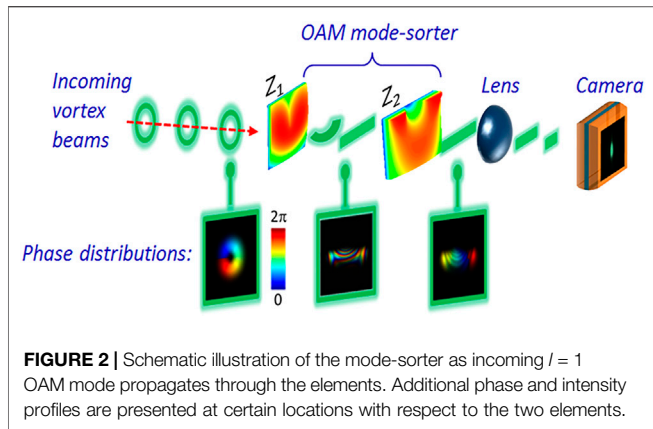 OAM mode-sorter
Incoming
vortex
beams
Z1
Z2
Lens
Camera
Phase distributions:
2π
0
FIGURE 2 | Schematic illustration of the mode-sorter as incoming l = 1
OAM mode propagates through the elements. Additional phase and intensity
profiles are presented at certain locations with respect to the two elements.